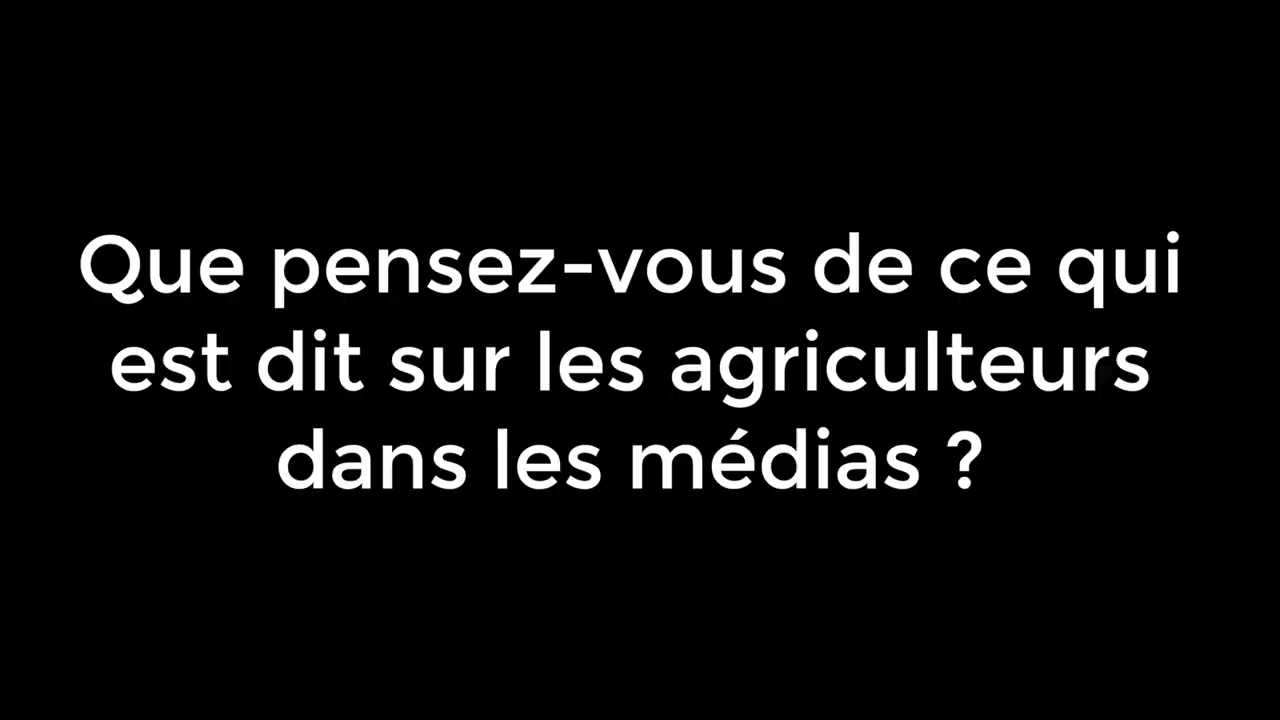 Que pensez-vous de ce qui
est dit sur les agriculteurs
dans les médias ?